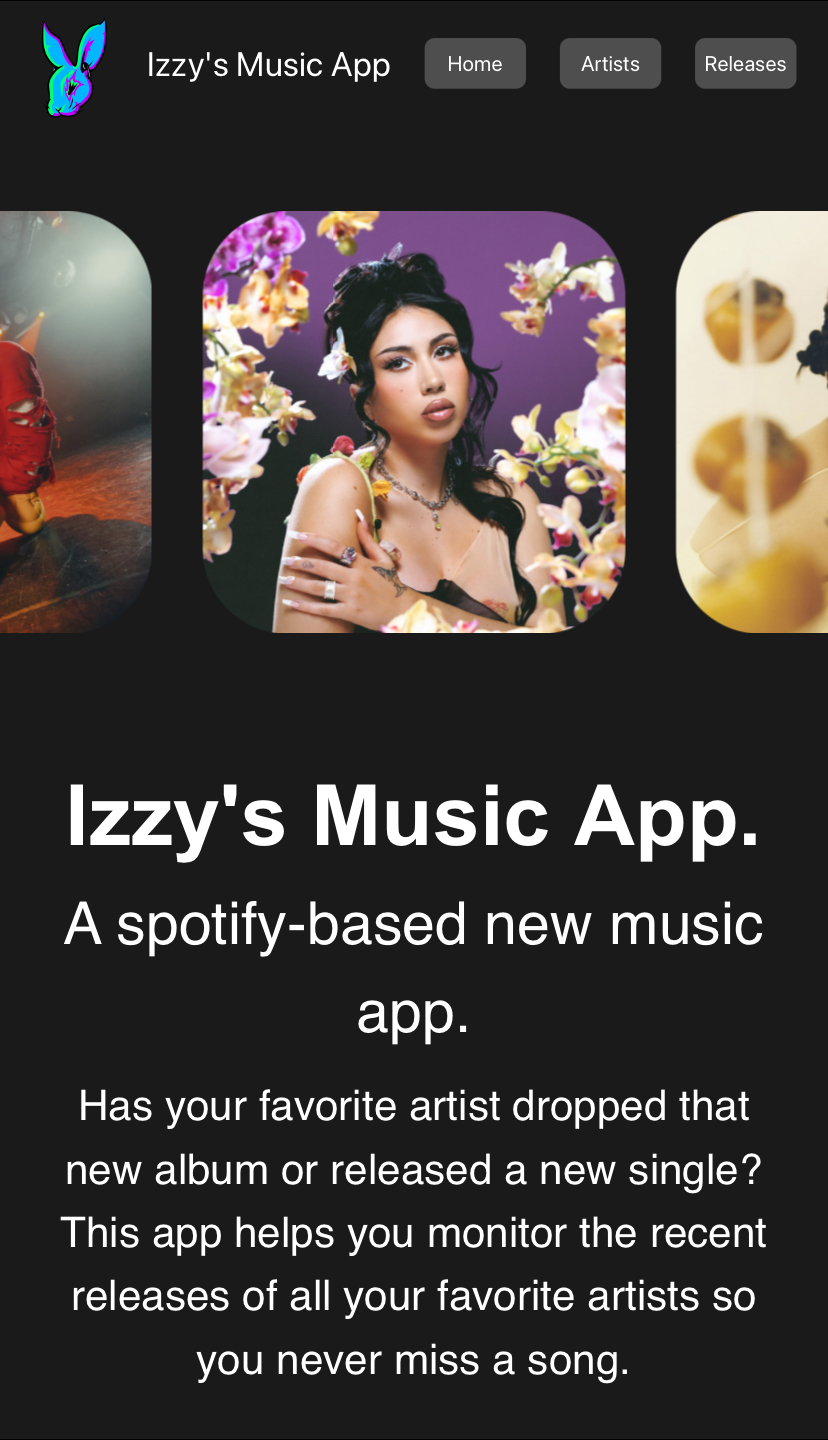 Izzy's Music App Home Artists Releases
Izzy's Music App.
A spotify-based new music
app.
Has your favorite artist dropped that
new album or released a new single?
This app helps you monitor the recent
releases of all your favorite artists so
you never miss a song.